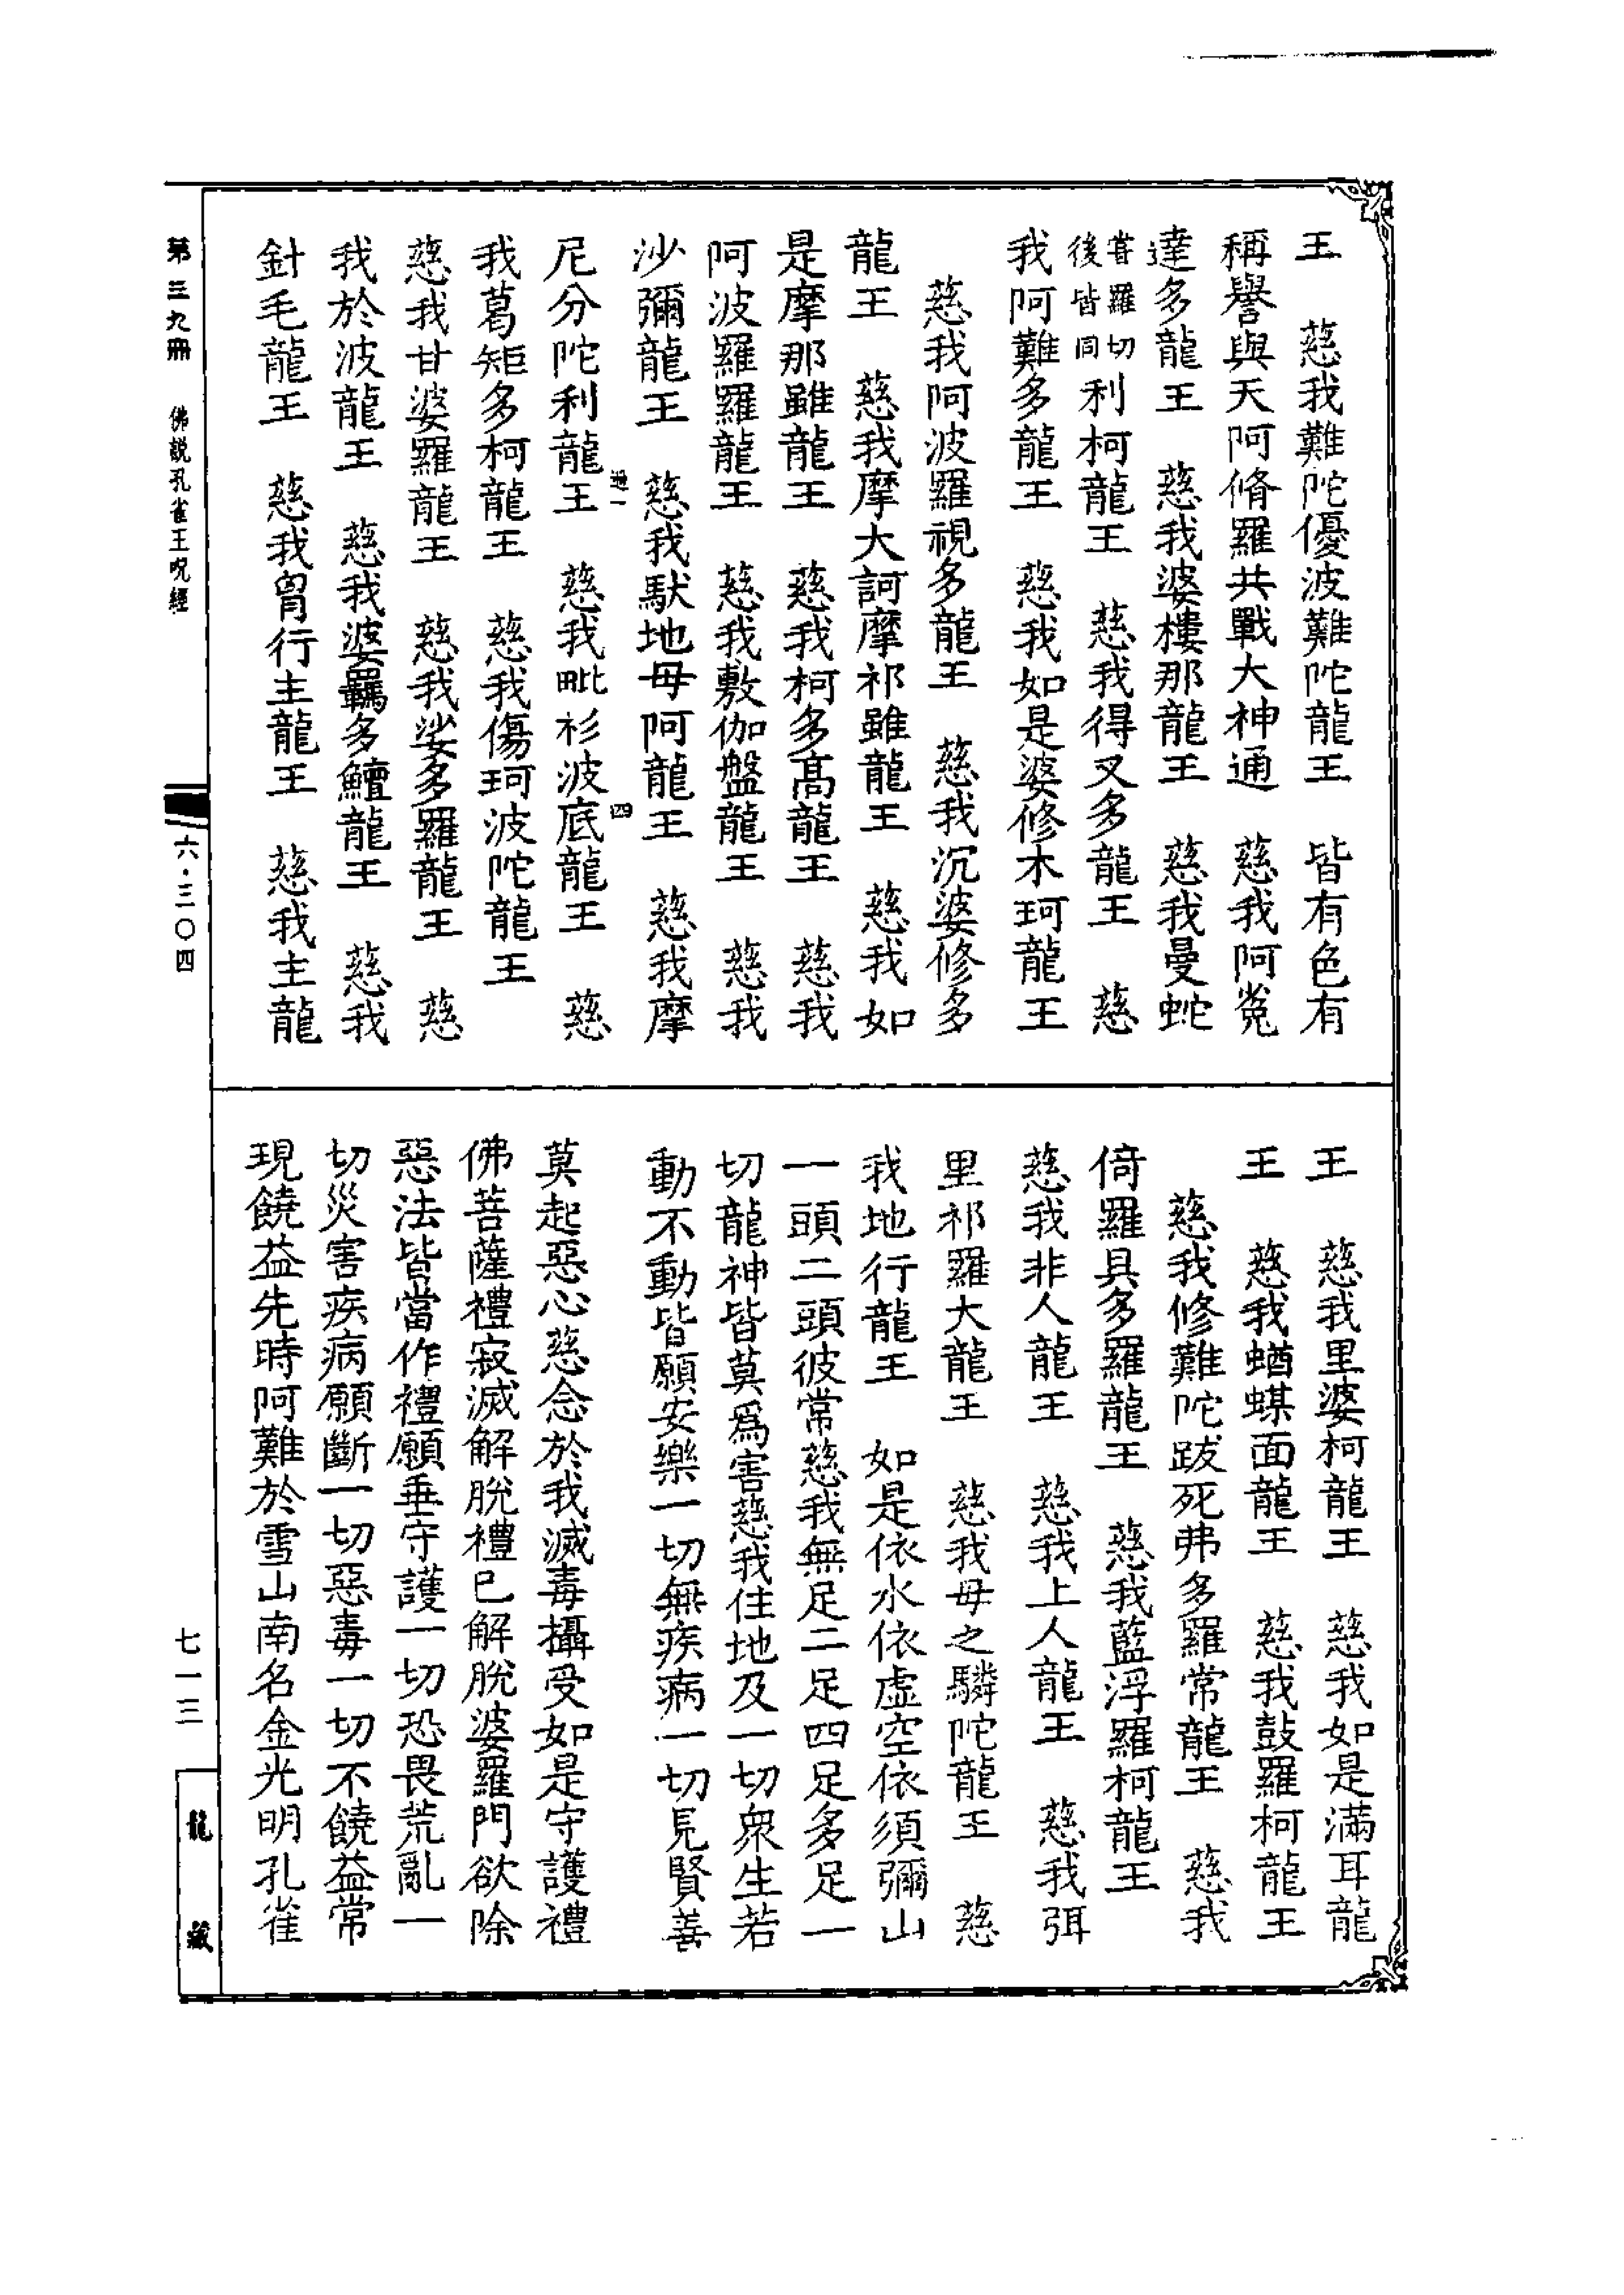 王　慈我難陀優波難陀龍王　皆有色有
稱譽與天阿脩羅共戰大神通　慈我阿㝹
達多龍王　慈我婆樓那龍王　慈我曼蛇
嘗羅切後皆同利柯龍王　慈我得叉多龍王　慈
我阿難多龍王　慈我如是婆修木珂龍王
慈我阿波羅視多龍王　慈我沉婆修多
龍王　慈我摩大訶摩祁雖龍王　慈我如
是摩那雖龍王　慈我柯多高龍王　慈我
阿波羅羅龍王　慈我敷伽盤龍王　慈我
沙彌龍王　慈我馱地毋阿龍王　慈我摩
尼分陀利龍王　慈我毗衫波底龍王　慈
我葛矩多柯龍王　慈我傷珂波陀龍王
慈我甘婆羅龍王　慈我娑多羅龍王　慈
我於波龍王　慈我婆羈多鱣龍王　慈我
針毛龍王　慈我胷行主龍王　慈我主龍
王　慈我里婆柯龍王　慈我如是滿耳龍
王　慈我蝤蛑面龍王　慈我鼓羅柯龍王
慈我修難陀跋死弗多羅常龍王　慈我
倚羅具多羅龍王　慈我藍浮羅柯龍王
慈我非人龍王　慈我上人龍王　慈我弭
里祁羅大龍王　慈我毋之驎陀龍王　慈
我地行龍王　如是依水依虛空依須彌山
一頭二頭彼常慈我無足二足四足多足一
切龍神皆莫爲害慈我住地及一切衆生若
動不動皆願安樂一切無疾病一切見賢善
莫起惡心慈念於我滅毒攝受如是守護禮
佛菩薩禮寂滅解脫禮已解脫婆羅門欲除
惡法皆當作禮願垂守護一切恐畏荒亂一
切災害疾病願斷一切惡毒一切不饒益常
現饒益先時阿難於雪山南名金光明孔雀
第三九冊　佛說孔雀王呪經
六·三〇四
七一三
龍藏